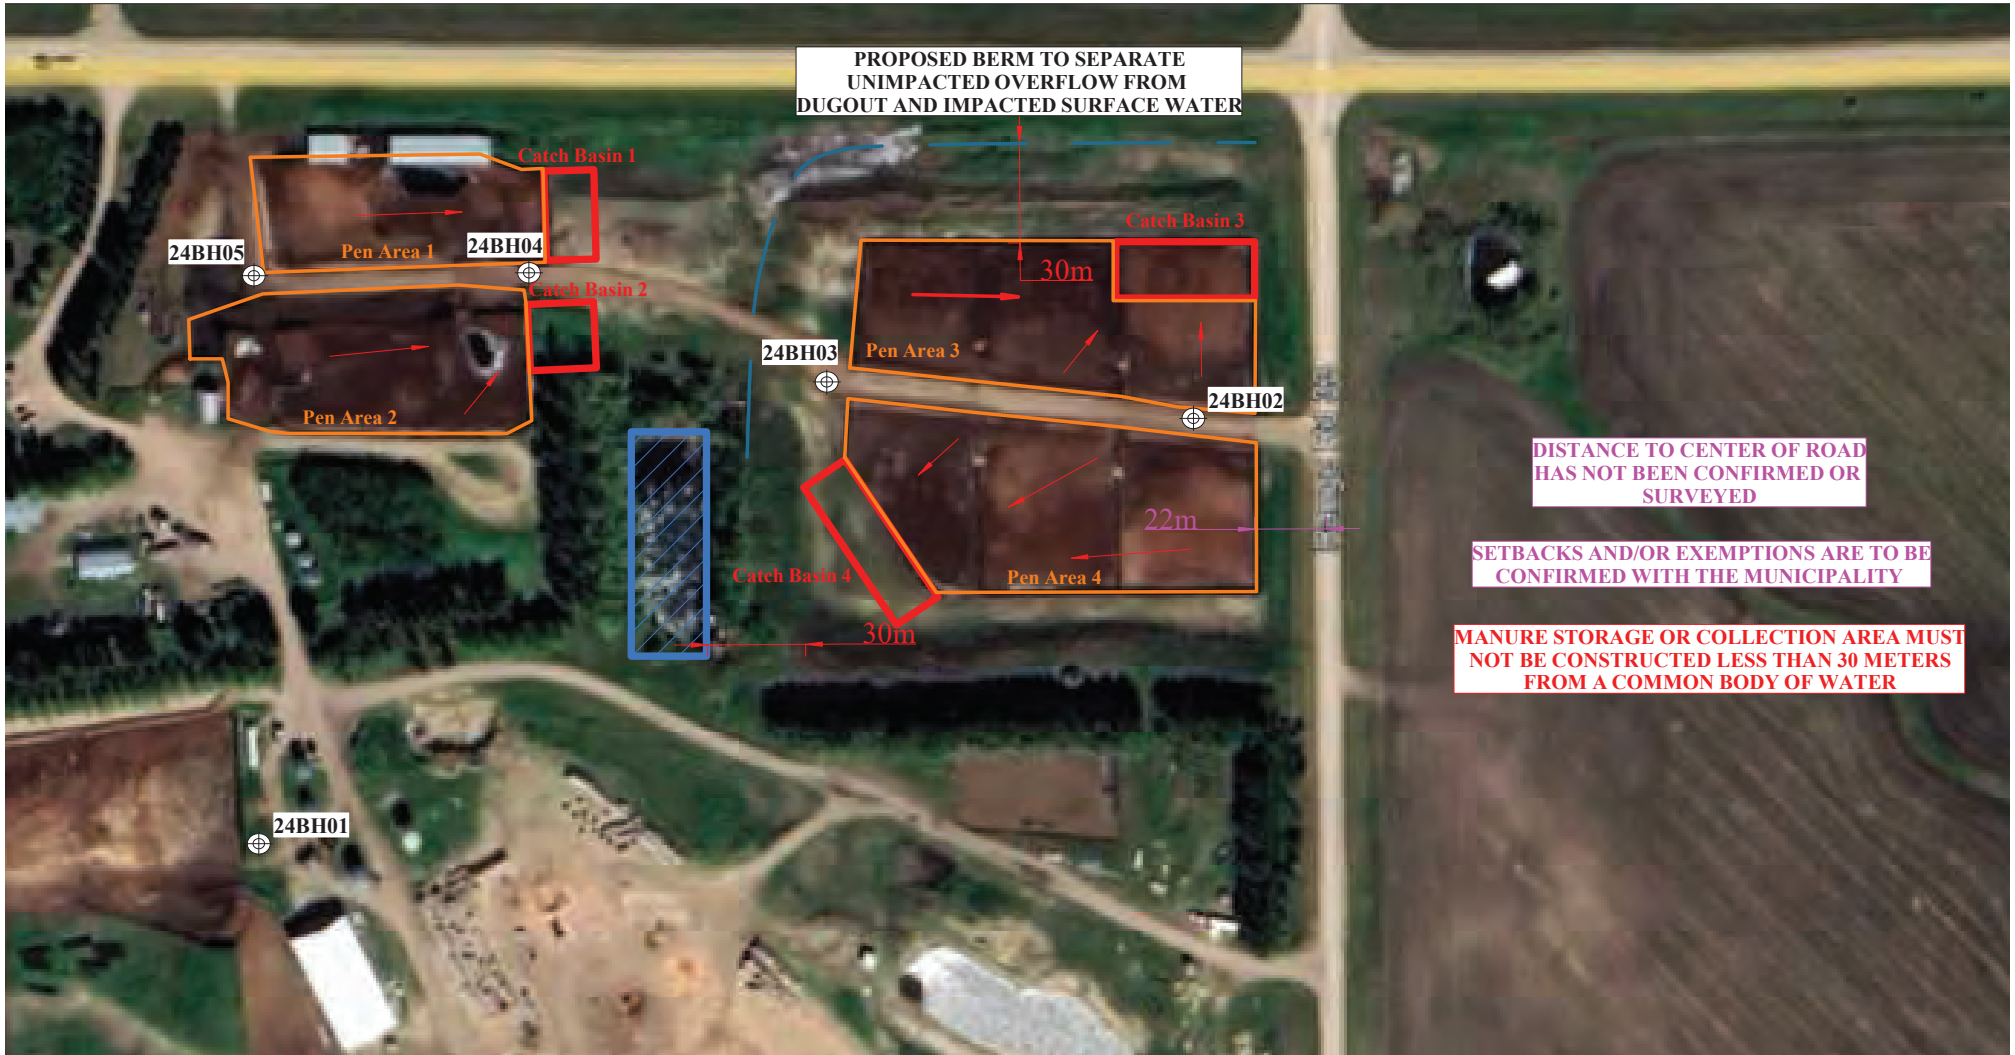 PROPOSED BERM TO SEPARATE
UNIMPACTED OVERFLOW FROM
DUGOUT AND IMPACTED SURFACE WATER
Catch Basin 1
Catch Basin 3
24BH05
Pen Area 1
24BH04
30m
Catch Basin 2
24BH03
Pen Area 3
24BH02
Pen Area 2
DISTANCE TO CENTER OF ROAD
HAS NOT BEEN CONFIRMED OR
SURVEYED
22m
Catch Basin 4
Pen Area 4
SETBACKS AND/OR EXEMPTIONS ARE TO BE
CONFIRMED WITH THE MUNICIPALITY
30m
MANURE STORAGE OR COLLECTION AREA MUST
NOT BE CONSTRUCTED LESS THAN 30 METERS
FROM A COMMON BODY OF WATER
24BH01